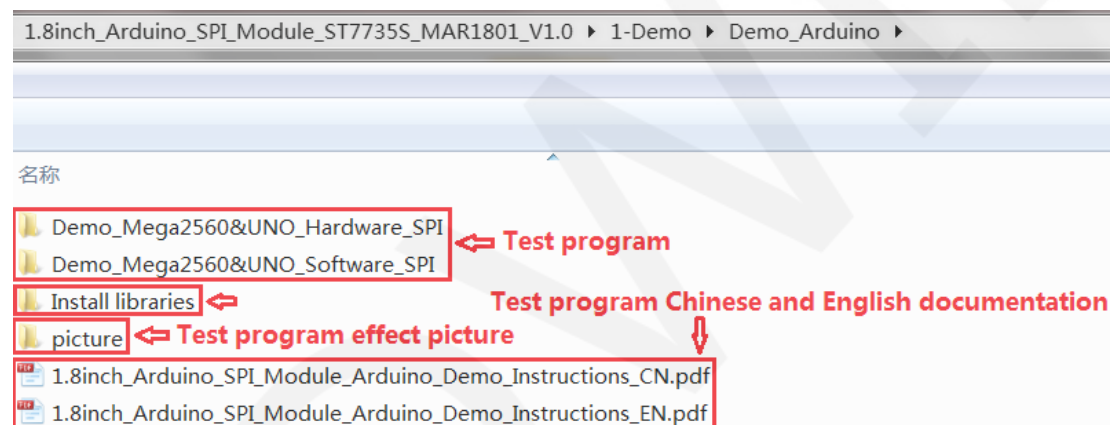 1.8inch_Arduino_SPI_Module_ST7735S_MAR1801_V1.0 ▸ 1-Demo ▸ Demo_Arduino ▸
名称
Demo_Mega2560&UNO_Hardware_SPI
Test program
Demo_Mega2560&UNO_Software_SPI
Install libraries
Test program Chinese and English documentation
picture
Test program effect picture
1.8inch_Arduino_SPI_Module_Arduino_Demo_Instructions_CN.pdf
1.8inch_Arduino_SPI_Module_Arduino_Demo_Instructions_EN.pdf